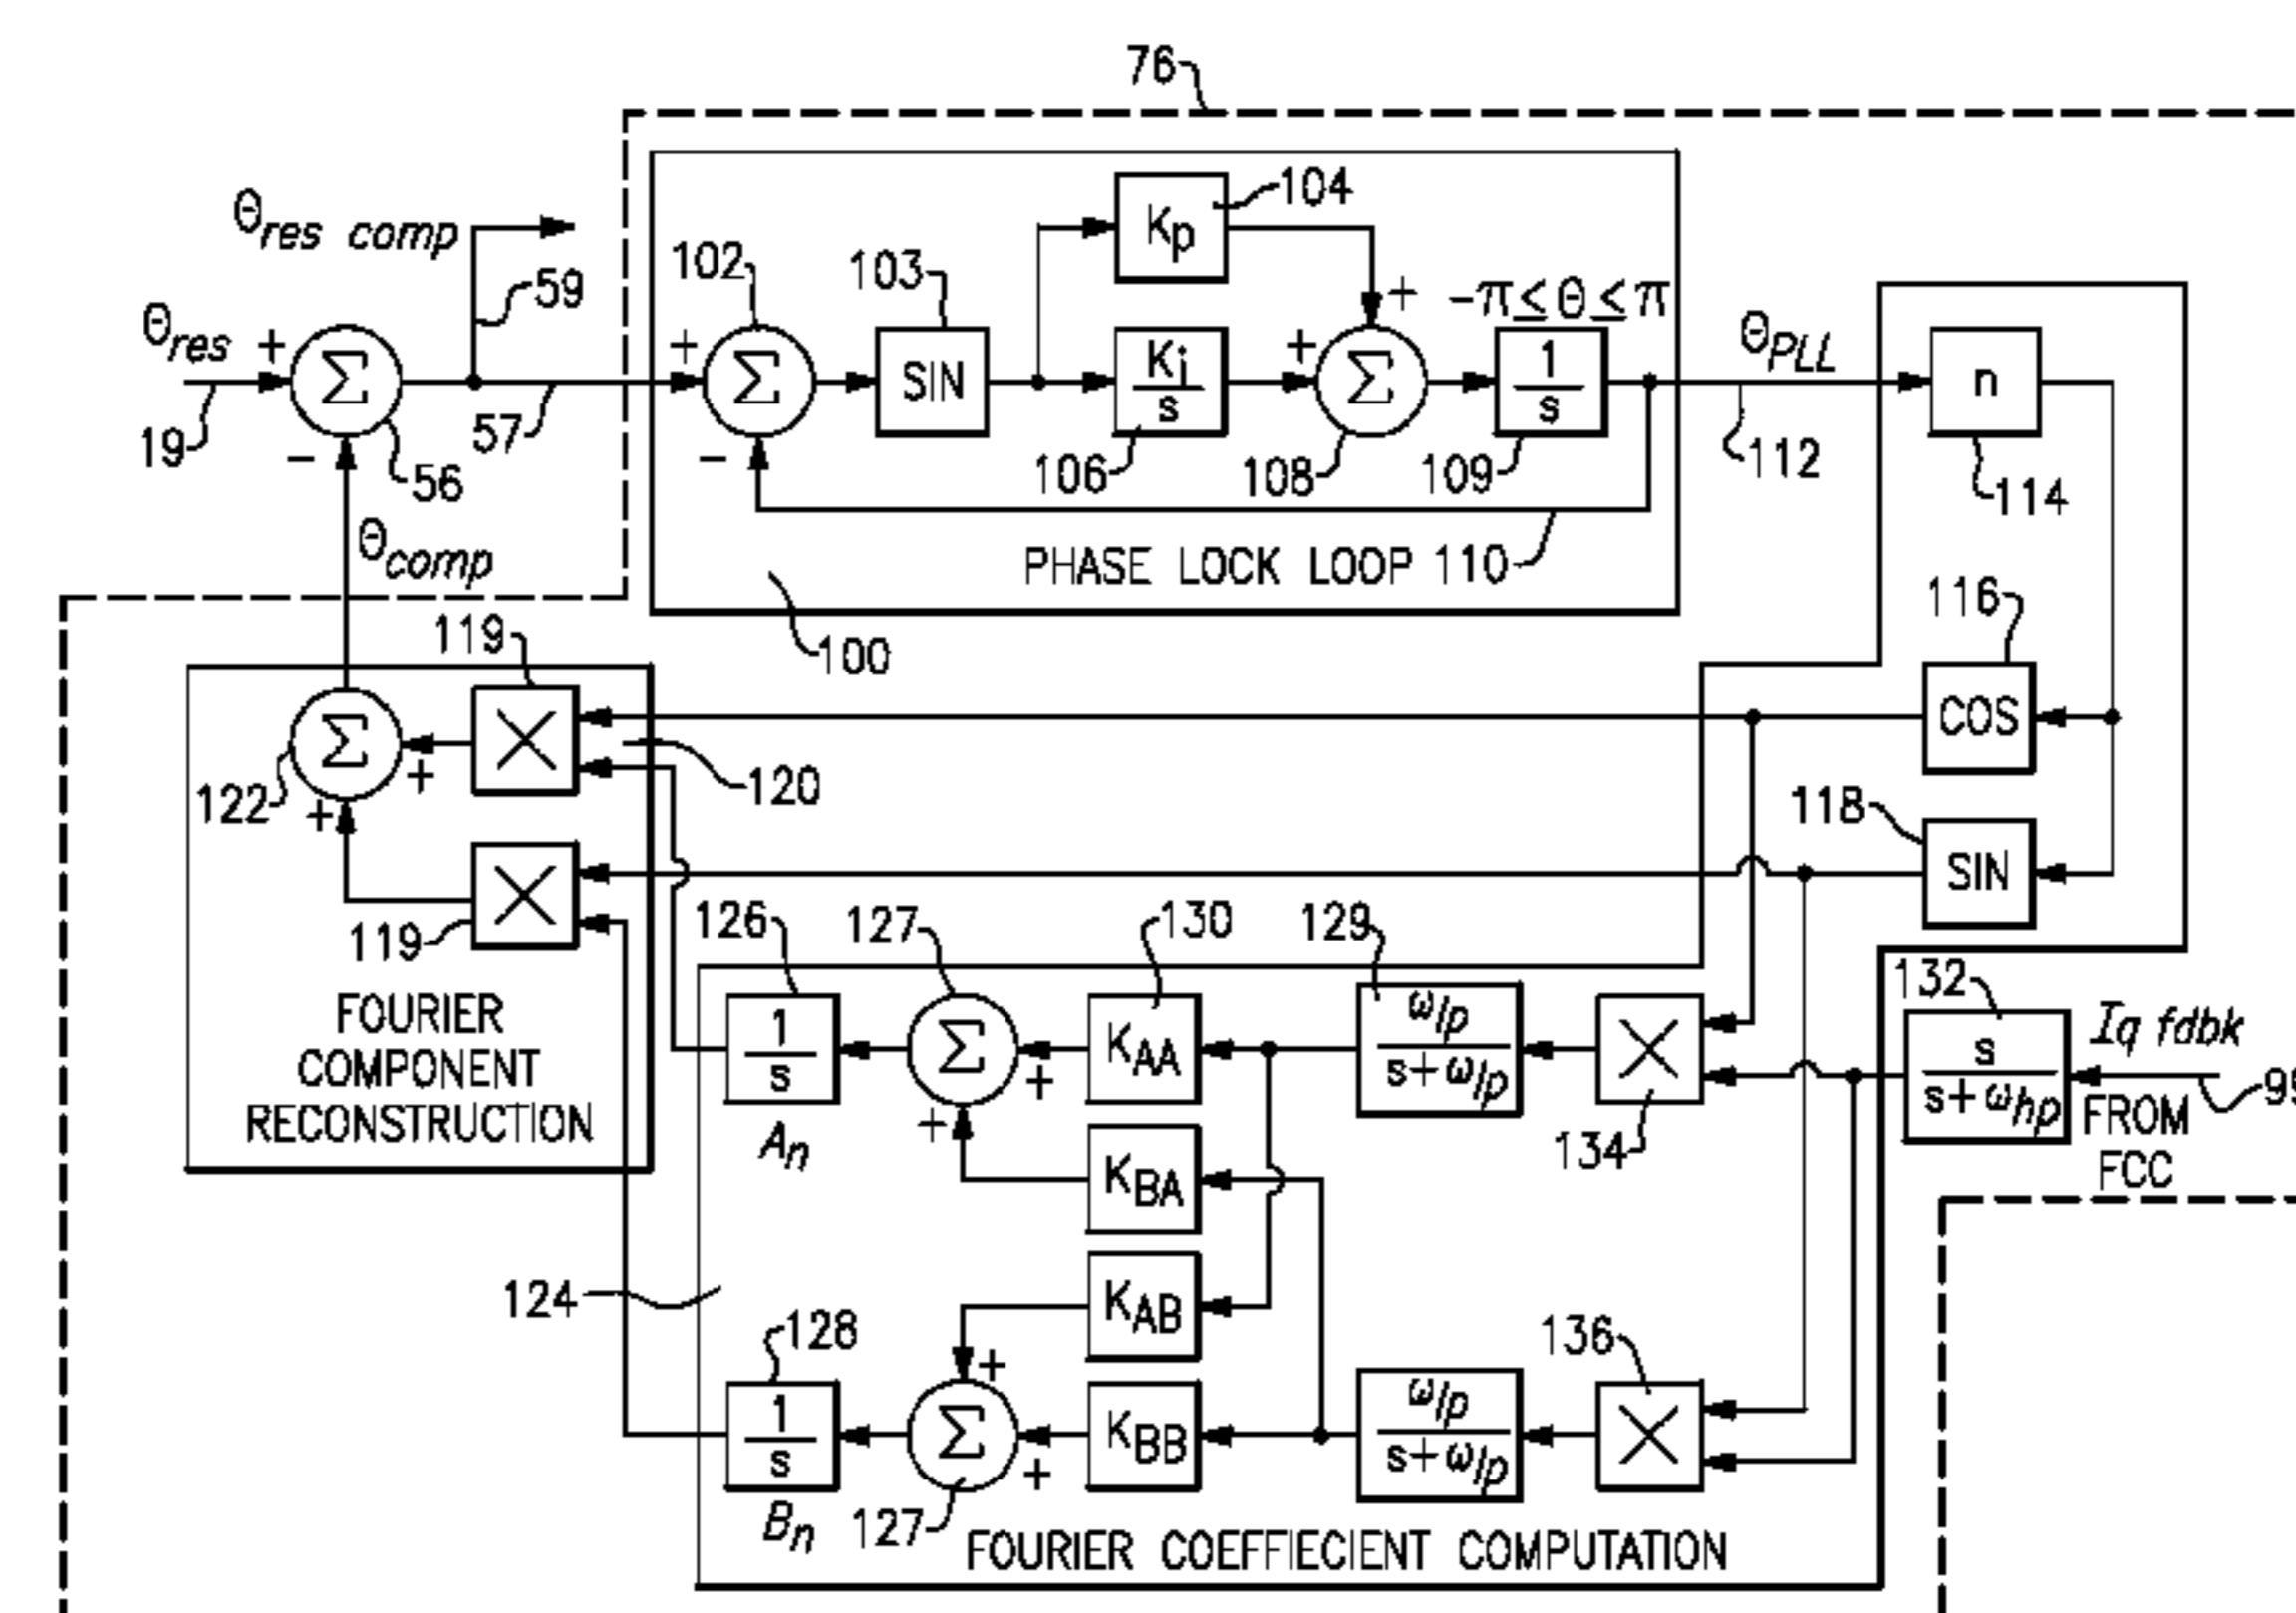 76
104
Kp
θres comp
59
102
103
-π≤θ≤π
θres
+
Σ
+
Σ
SIN
Ki
s
+
+
Σ
1
s
θPLL
n
19
-
56
57
-
106
108
109
112
114
θcomp
PHASE LOCK LOOP 110
100
116
119
COS
Σ
+
122
+
120
118
SIN
119
126
127
130
129
132
FOURIER
COMPONENT
RECONSTRUCTION
1
s
An
Σ
+
+
KAA
ωlp
s+ωlp
134
s
s+ωhp
Iq fdbk
FROM
FCC
KBA
124
KAB
128
136
1
s
Bn
+
Σ
+
127
KBB
ωlp
s+ωlp
FOURIER COEFFIECIENT COMPUTATION